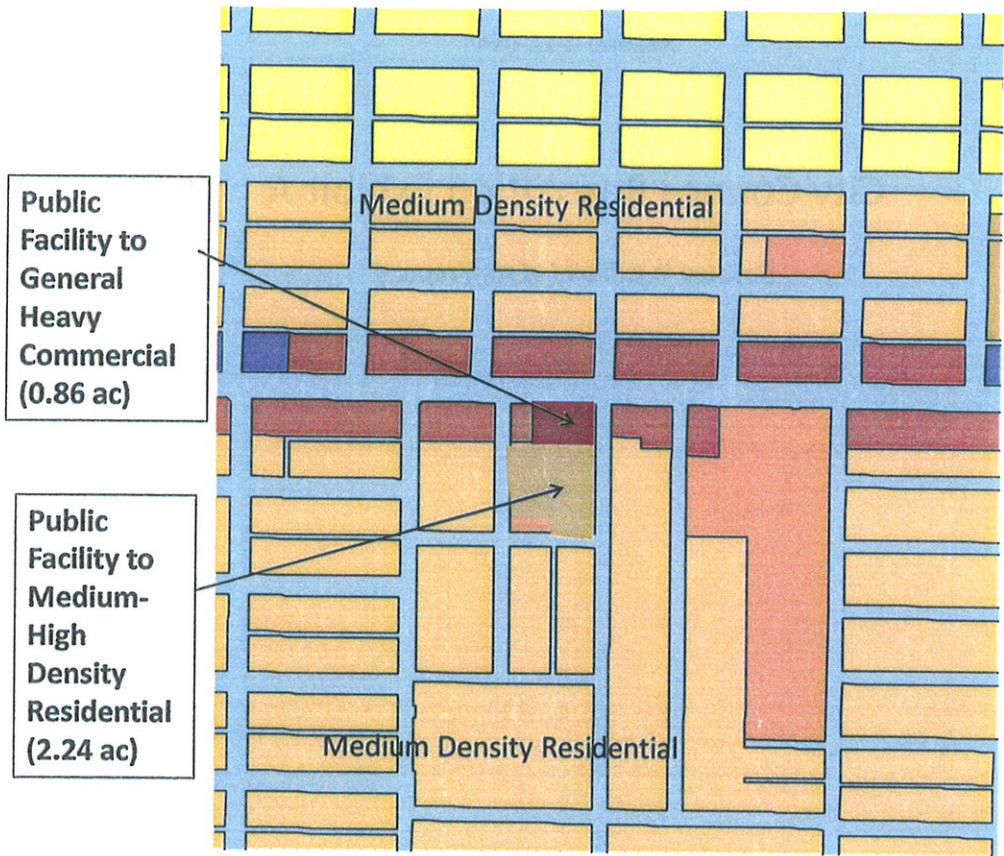 Public
Facility to
General
Heavy
Commercial
(0.86 ac)
Medium Density Residential
Public
Facility to
Medium-
High
Density
Residential
(2.24 ac)
Medium Density Residential